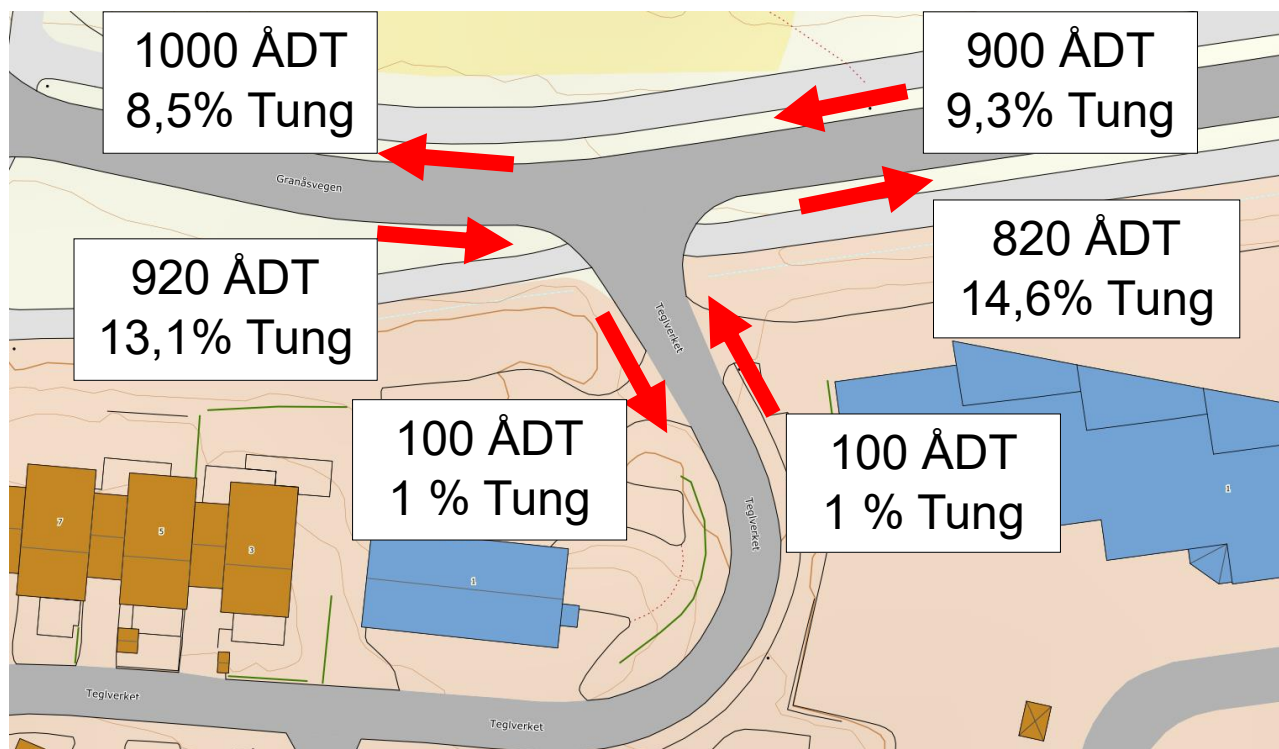 1000 ÅDT
8,5% Tung
900 ÅDT
9,3% Tung
Granåsvegen
920 ÅDT
13,1% Tung
820 ÅDT
14,6% Tung
Teglverket
100 ÅDT
1 % Tung
100 ÅDT
1 % Tung
7
5
3
1
1
Teglverket
Teglverket
Teglverket